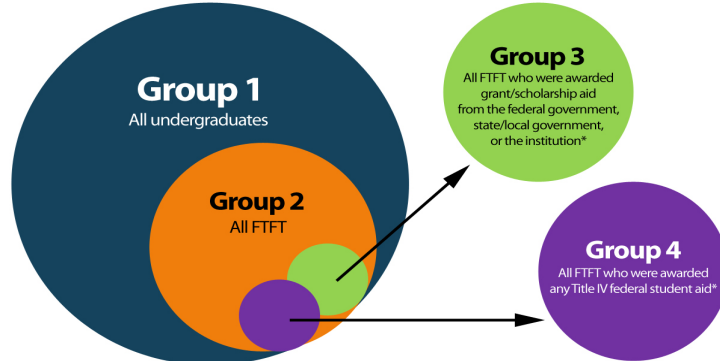 Group 1
All undergraduates
Group 2
All FTFT
Group 3
All FTFT who were awarded
grant/scholarship aid
from the federal government,
state/local government,
or the institution*
Group 4
All FTFT who were awarded
any Title IV federal student aid*